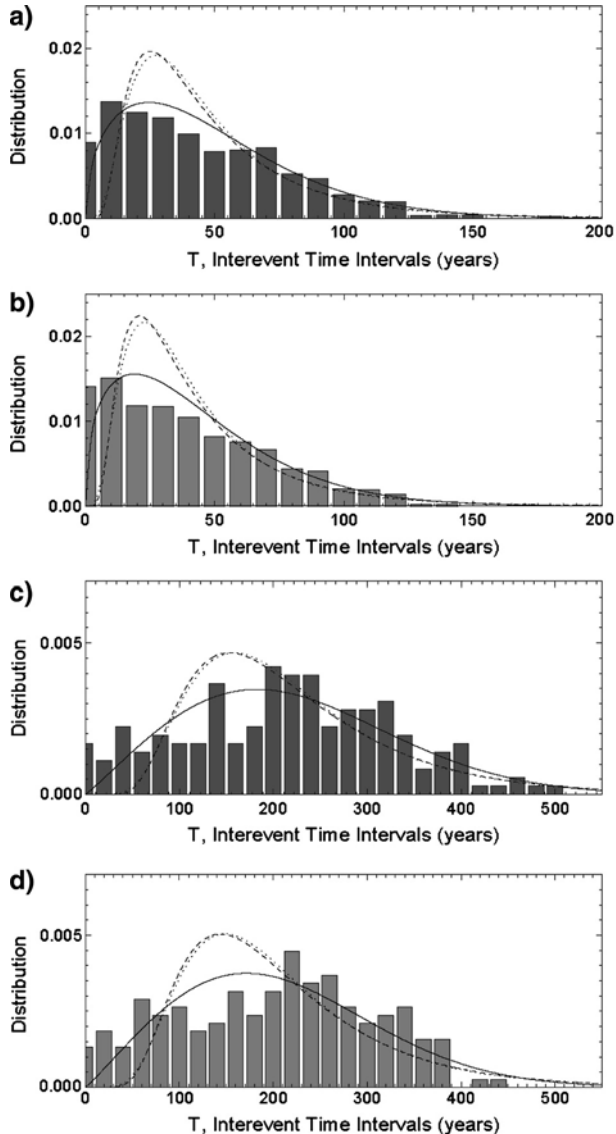 a)
0.02
0.01
0.00
Distribution
0 50 100 150 200
T, Interevent Time Intervals (years)
b)
0.02
0.01
0.00
Distribution
0 50 100 150 200
T, Interevent Time Intervals (years)
c)
0.005
0.000
Distribution
0 100 200 300 400 500
T, Interevent Time Intervals (years)
d)
0.005
0.000
Distribution
0 100 200 300 400 500
T, Interevent Time Intervals (years)